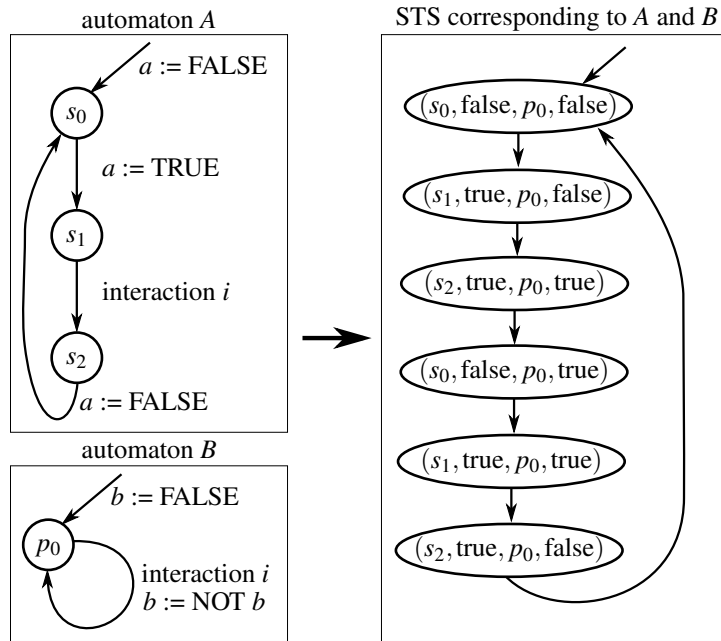 automaton A
a := FALSE
s0
a := TRUE
s1
interaction i
s2
a := FALSE
automaton B
b := FALSE
p0
interaction i
b := NOT b
STS corresponding to A and B
(s0, false, p0, false)
(s1, true, p0, false)
(s2, true, p0, true)
(s0, false, p0, true)
(s1, true, p0, true)
(s2, true, p0, false)